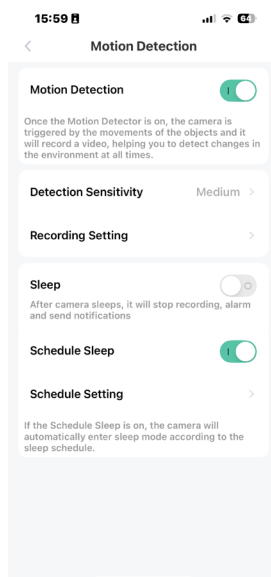 15:59
64
Motion Detection
Motion Detection
Once the Motion Detector is on, the camera is
triggered by the movements of the objects and it
will record a video, helping you to detect changes in
the environment at all times.
Detection Sensitivity Medium
Recording Setting
Sleep
After camera sleeps, it will stop recording, alarm
and send notifications
Schedule Sleep
Schedule Setting
If the Schedule Sleep is on, the camera will
automatically enter sleep mode according to the
sleep schedule.